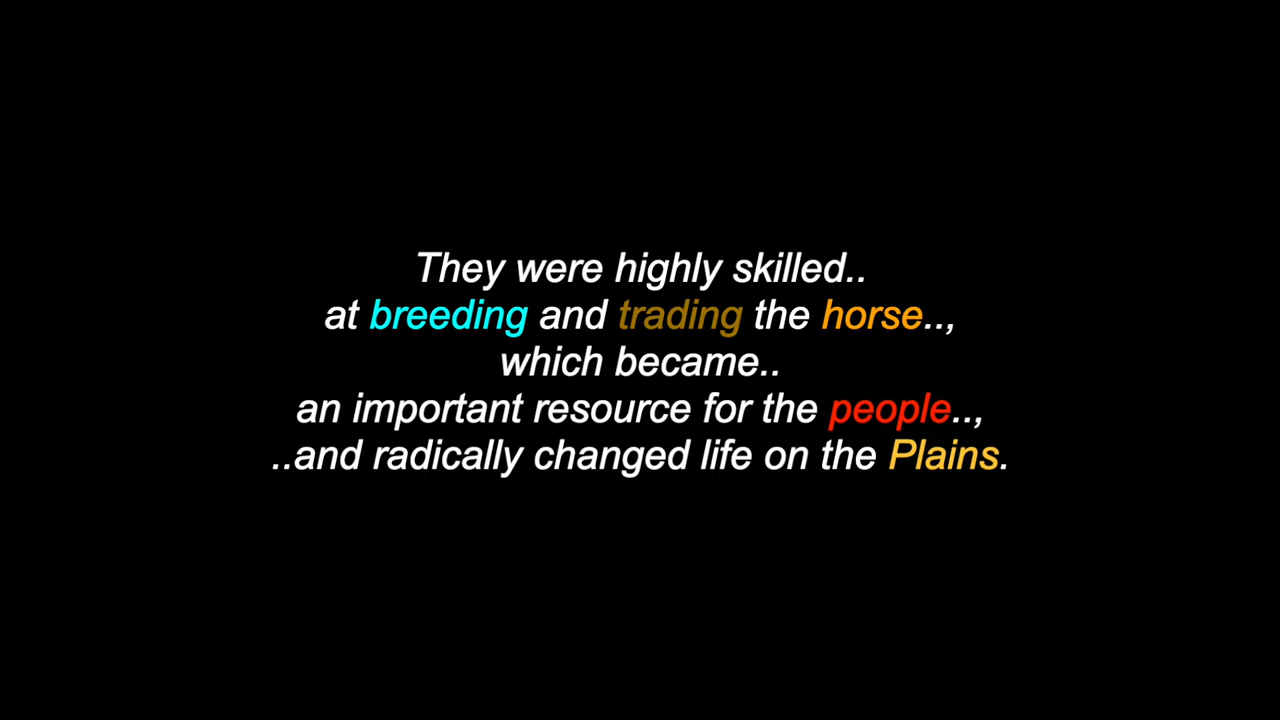 They were highly skilled..
at breeding and trading the horse..,
which became..
an important resource for the people..,
..and radically changed life on the Plains.